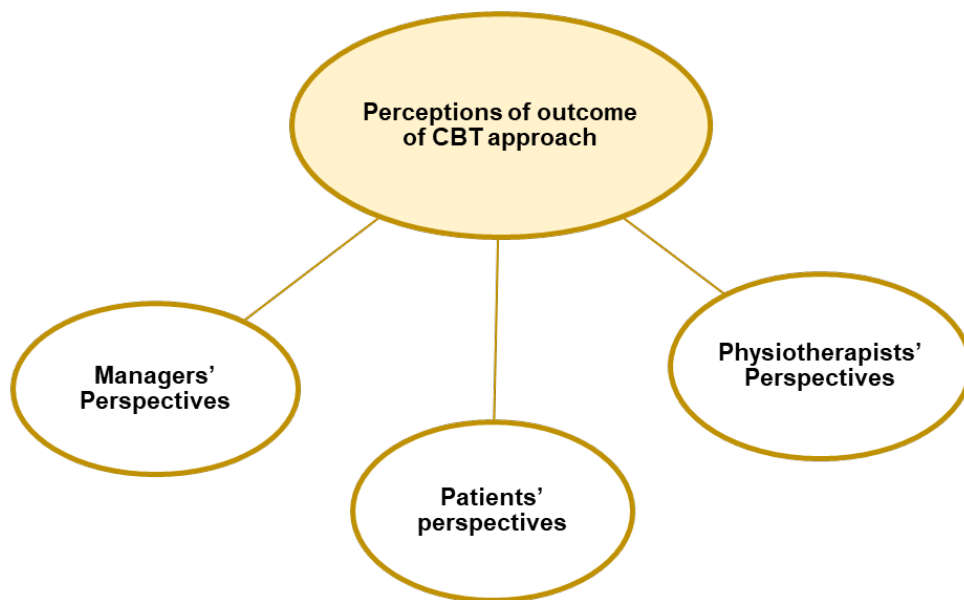 Perceptions of outcome
of CBT approach
Managers’
Perspectives
Patients’
perspectives
Physiotherapists’
Perspectives